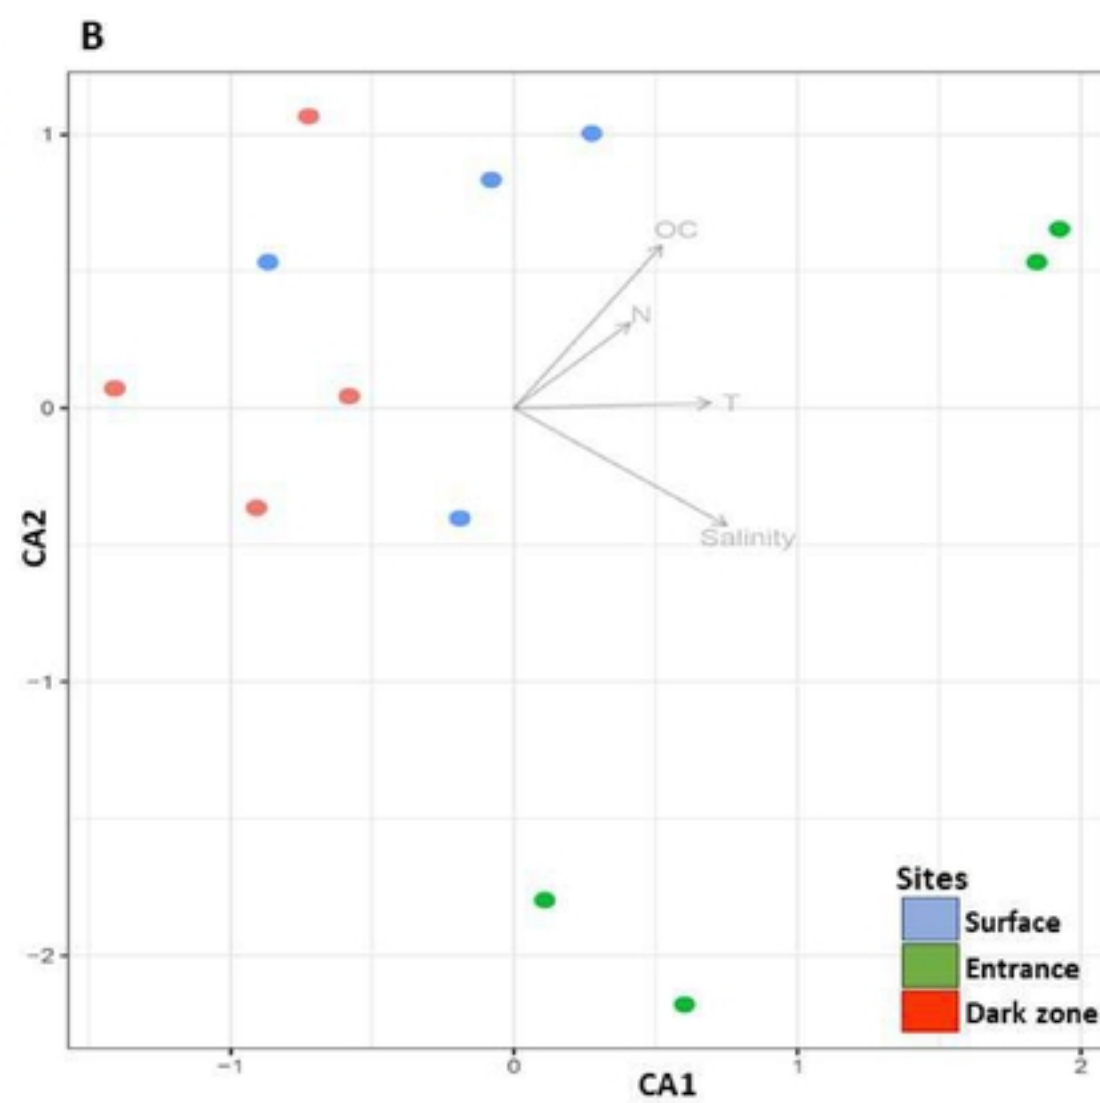 B
1
OC
N
0
T
Salinity
CA2
−1
Sites
Surface
−2
Entrance
Dark zone
−1
0
1
2
CA1